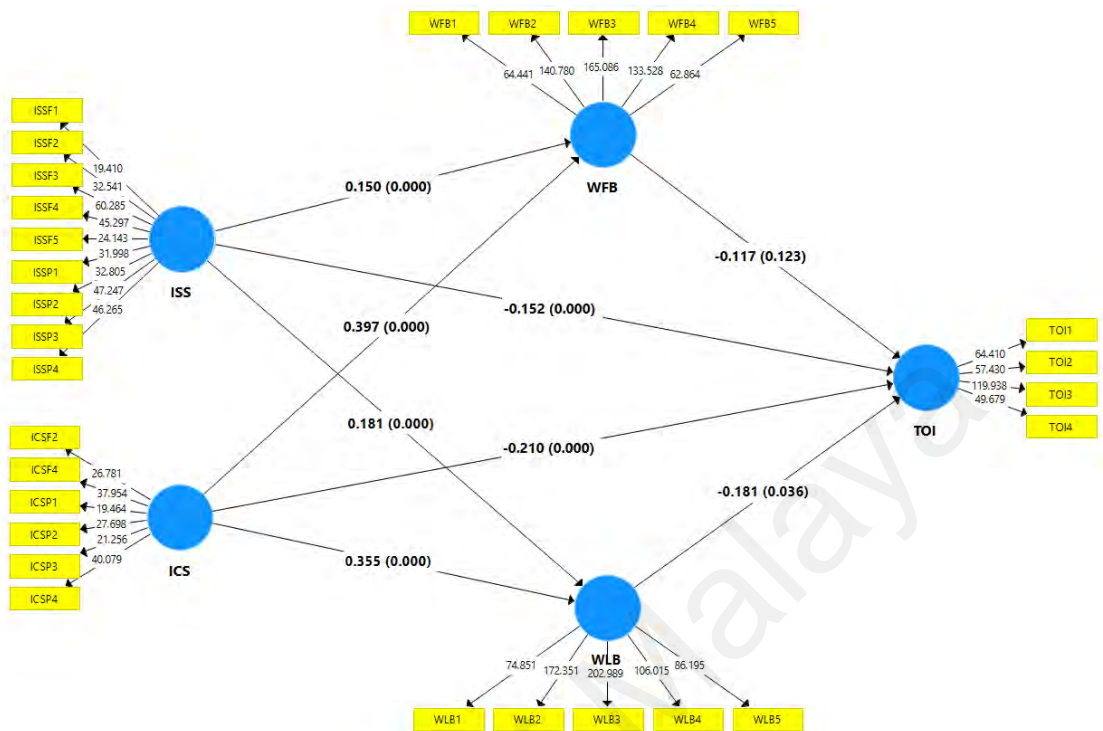 WFB1 WFB2 WFB3 WFB4 WFB5
64.441 140.780 165.086 133.528 62.864
WFB
ISSF1
ISSF2
ISSF3
ISSF4
ISSF5
ISSP1
ISSP2
ISSP3
ISSP4
19.410
32.541
60.285
45.297
24.143
31.998
32.805
47.247
46.265
ISS
0.150 (0.000)
-0.117 (0.123)
-0.152 (0.000)
0.397 (0.000)
0.181 (0.000)
-0.210 (0.000)
-0.181 (0.036)
0.355 (0.000)
TOI
64.410
57.430
119.938
49.679
TOI1
TOI2
TOI3
TOI4
ICSF2
ICSF4
ICSP1
ICSP2
ICSP3
ICSP4
26.781
37.954
19.464
27.698
21.256
40.079
ICS
WLB
74.851 172.351 202.989 106.015 86.195
WLB1 WLB2 WLB3 WLB4 WLB5
Malaya